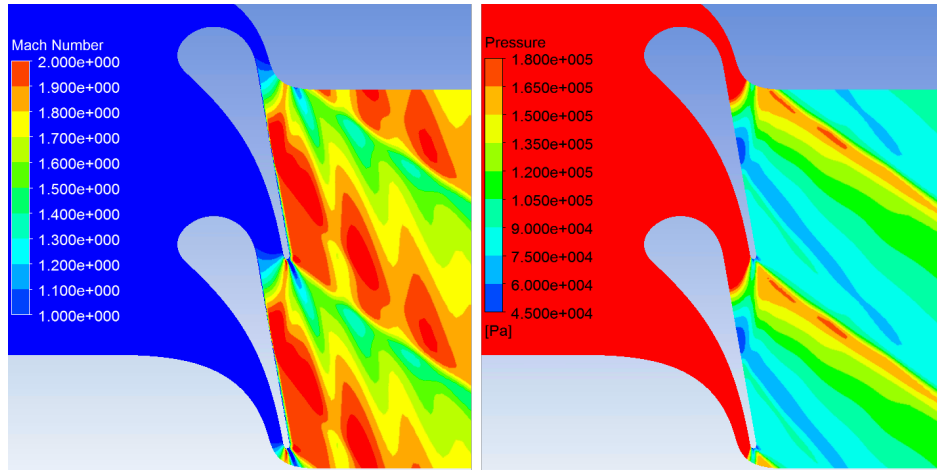 Mach Number
2.000e+000
1.900e+000
1.800e+000
1.700e+000
1.600e+000
1.500e+000
1.400e+000
1.300e+000
1.200e+000
1.100e+000
1.000e+000
Pressure
1.800e+005
1.650e+005
1.500e+005
1.350e+005
1.200e+005
1.050e+005
9.000e+004
7.500e+004
6.000e+004
4.500e+004
[Pa]